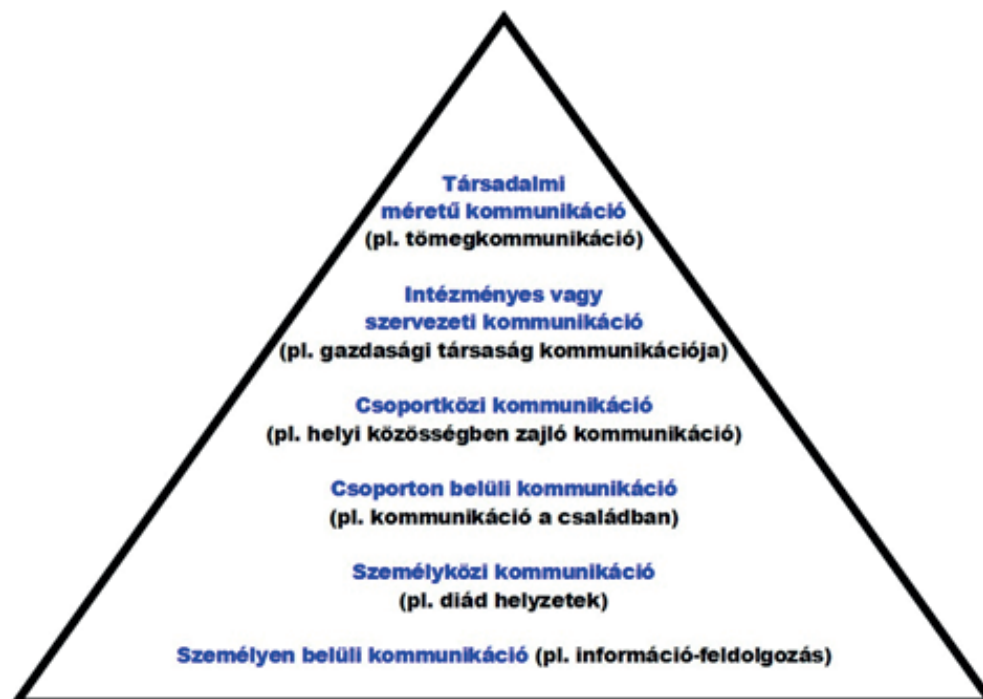 Társadalmi
méretű kommunikáció
(pl. tömegkommunikáció)
Intézményes vagy
szervezeti kommunikáció
(pl. gazdasági társaság kommunikációja)
Csoportközi kommunikáció
(pl. helyi közösségben zajló kommunikáció)
Csoporton belüli kommunikáció
(pl. kommunikáció a családban)
Személyközi kommunikáció
(pl. diád helyzetek)
Személyen belüli kommunikáció (pl. információ-feldolgozás)